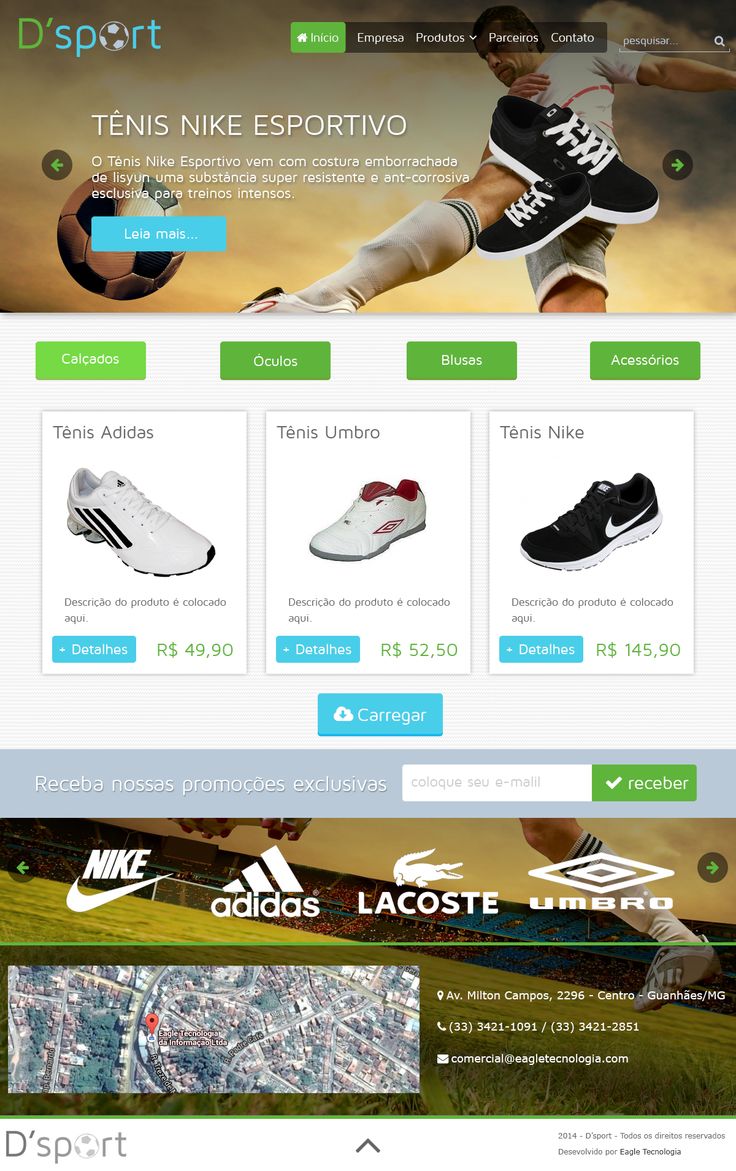 D'sport
Início Empresa Produtos Parceiros Contato pesquisar...
TÊNIS NIKE ESPORTIVO
O Tênis Nike Esportivo vem com costura emborrachada
de lisyun uma substância super resistente e ant-corrosiva
esclusiva para treinos intensos.
Leia mais...
Calçados Óculos Blusas Acessórios
Tênis Adidas
Descrição do produto é colocado
aqui.
+ Detalhes R$ 49,90
Tênis Umbro
Descrição do produto é colocado
aqui.
+ Detalhes R$ 52,50
Tênis Nike
NIKE
Descrição do produto é colocado
aqui.
+ Detalhes R$ 145,90
Carregar
Receba nossas promoções exclusivas coloque seu e-malil receber
NIKE adidas LACOSTE UMBRO
Eagle Tecnologia
da Informação Ltda
Av. Milton Campos, 2296 - Centro - Guanhães/MG
(33) 3421-1091 / (33) 3421-2851
comercial@eagletecnologia.com
D'sport
2014 - D'sport - Todos os direitos reservados
Desevolvido por Eagle Tecnologia